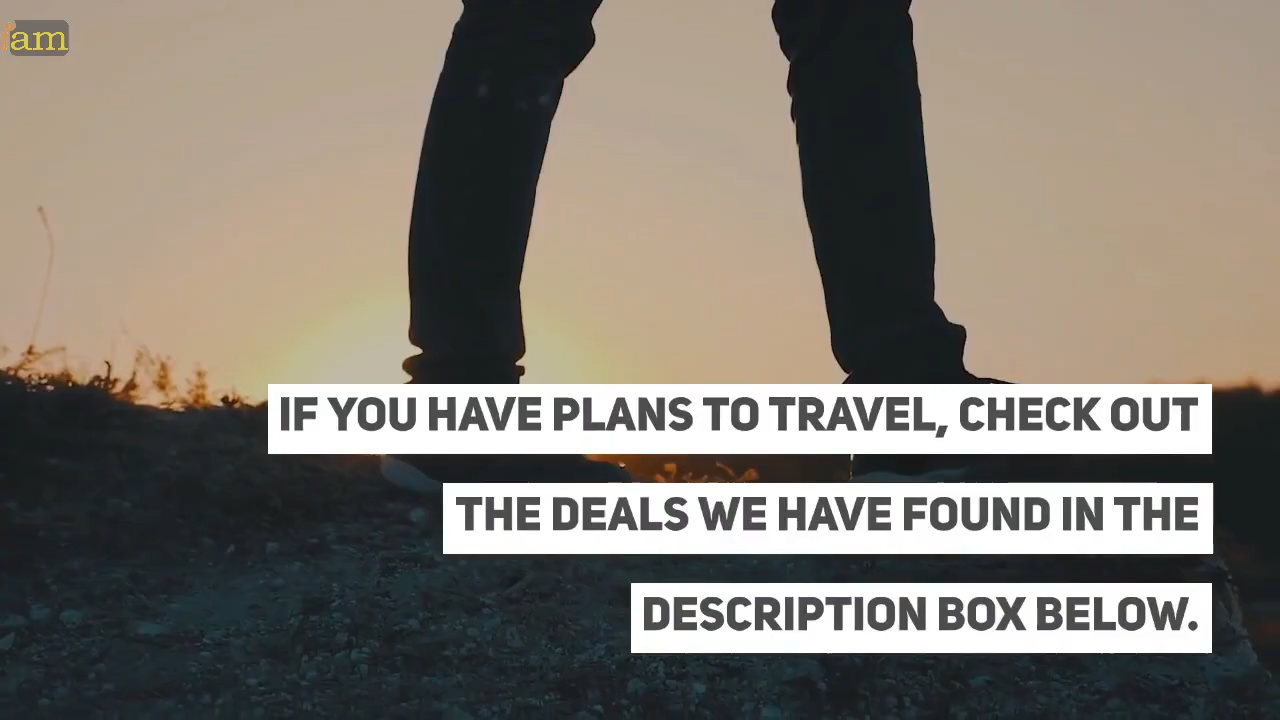 am
IF YOU HAVE PLANS TO TRAVEL, CHECK OUT
THE DEALS WE HAVE FOUND IN THE
DESCRIPTION BOX BELOW.